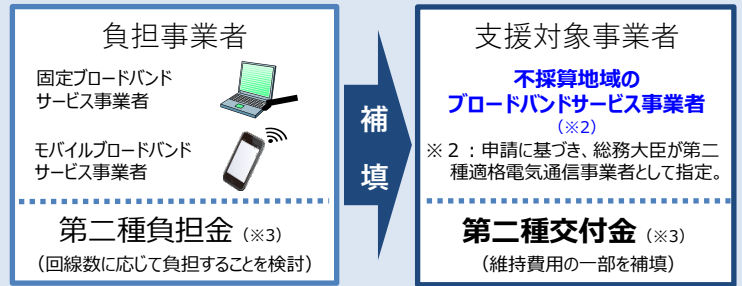 負担事業者
固定ブロードバンド
サービス事業者
モバイルブロードバンド
サービス事業者
第二種負担金（※3）
（回線数に応じて負担することを検討）
補
填
支援対象事業者
不採算地域の
ブロードバンドサービス事業者
（※2）
※２：申請に基づき、総務大臣が第二
種適格電気通信事業者として指定。
第二種交付金（※3）
（維持費用の一部を補填）